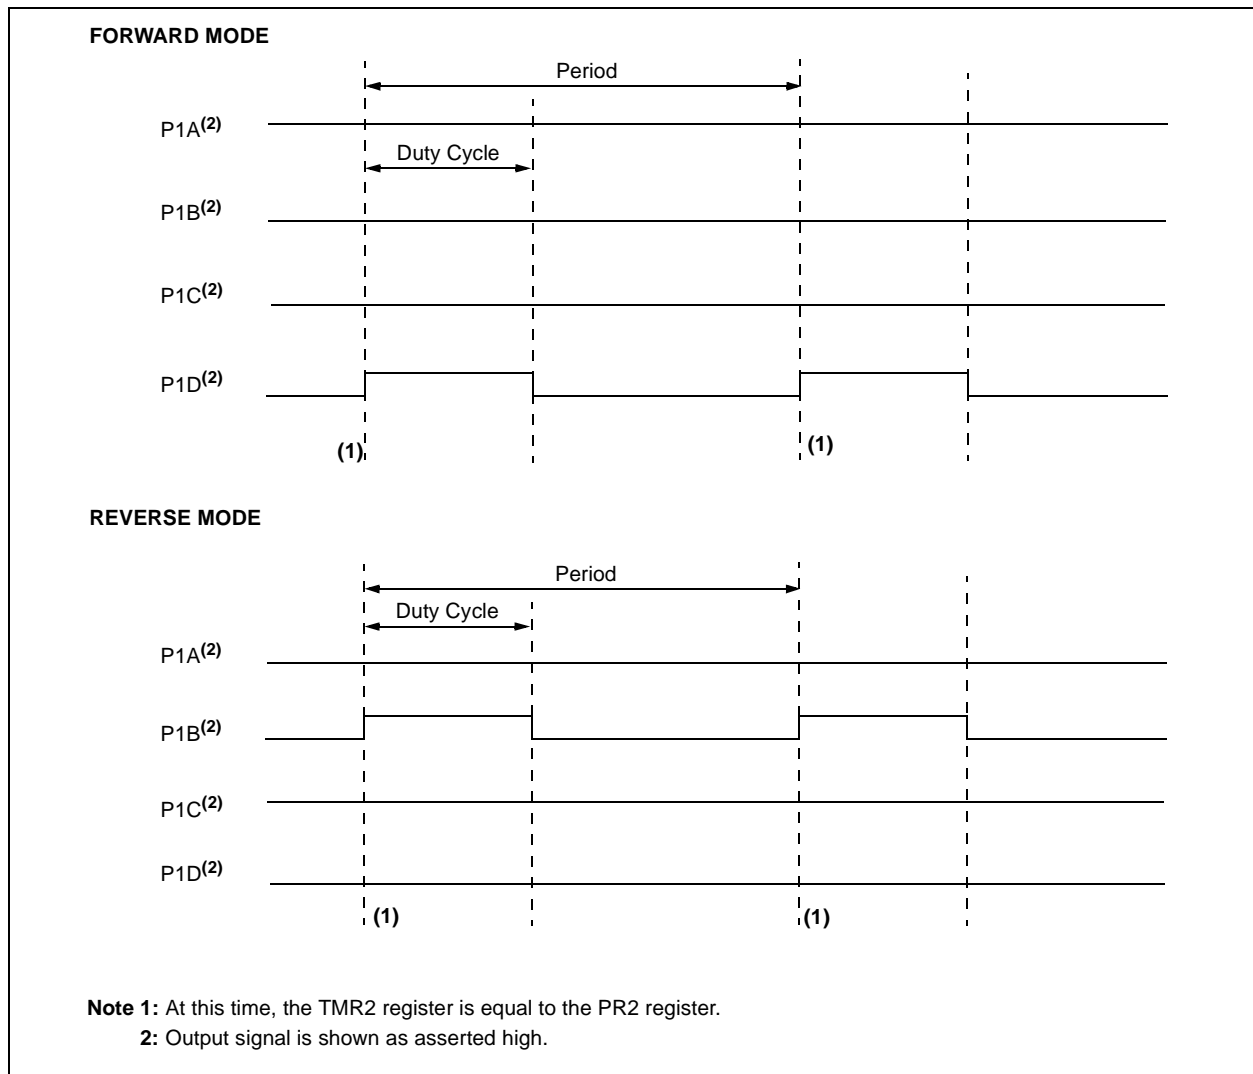 FORWARD MODE
Period
P1A(2)
Duty Cycle
P1B(2)
P1C(2)
P1D(2)
(1)
(1)
REVERSE MODE
Period
Duty Cycle
P1A(2)
P1B(2)
P1C(2)
P1D(2)
(1)
(1)
Note 1: At this time, the TMR2 register is equal to the PR2 register.
2: Output signal is shown as asserted high.